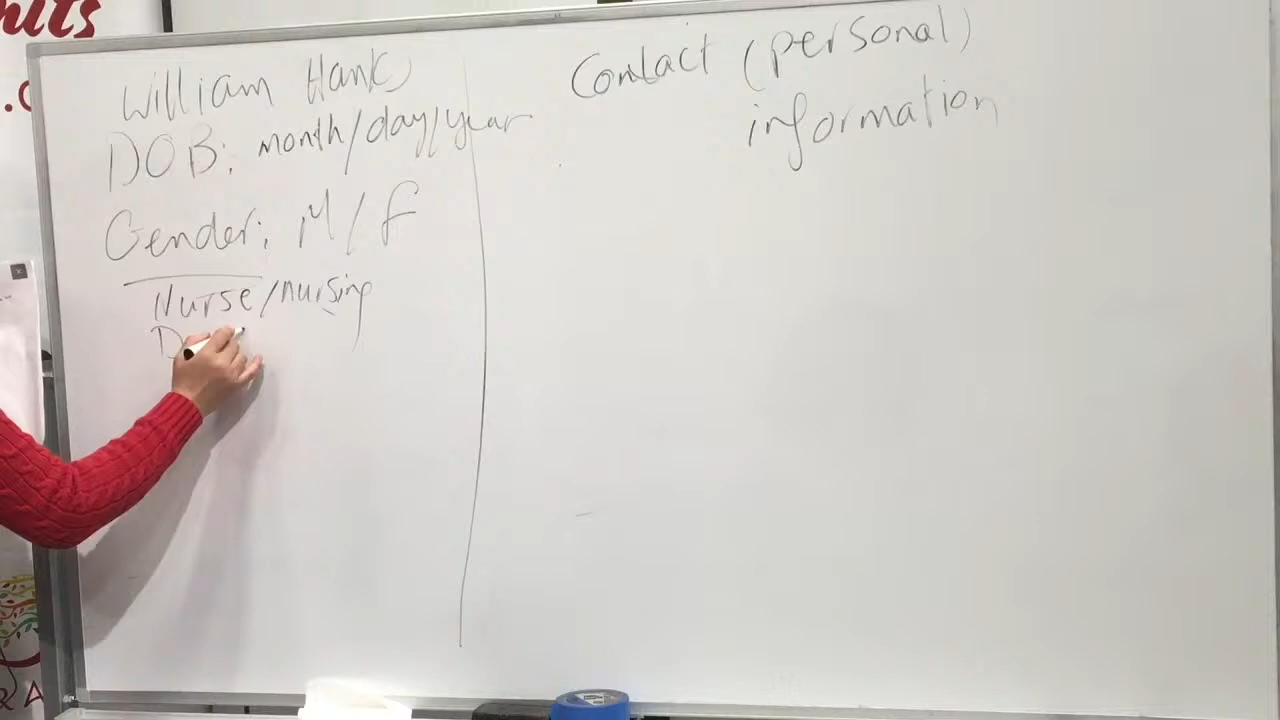 William Hank
DOB: month/day/year
Gender: M/F
Nurse/nursing
D
Contact (personal)
information